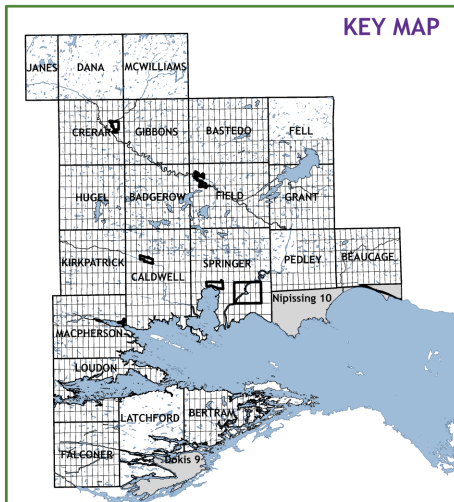 KEY MAP
JANES DANA MCWILLIAMS
CRERAR GIBBONS BASTEDO FELL
HUGEL BADGEROW FIELD GRANT
KIRKPATRICK CALDWELL SPRINGER PEDLEY BEAUCAGE
Nipissing 10
MACPHERSON
LOUDON
LATCHFORD BERTRAM
FALCONER Dokis 9